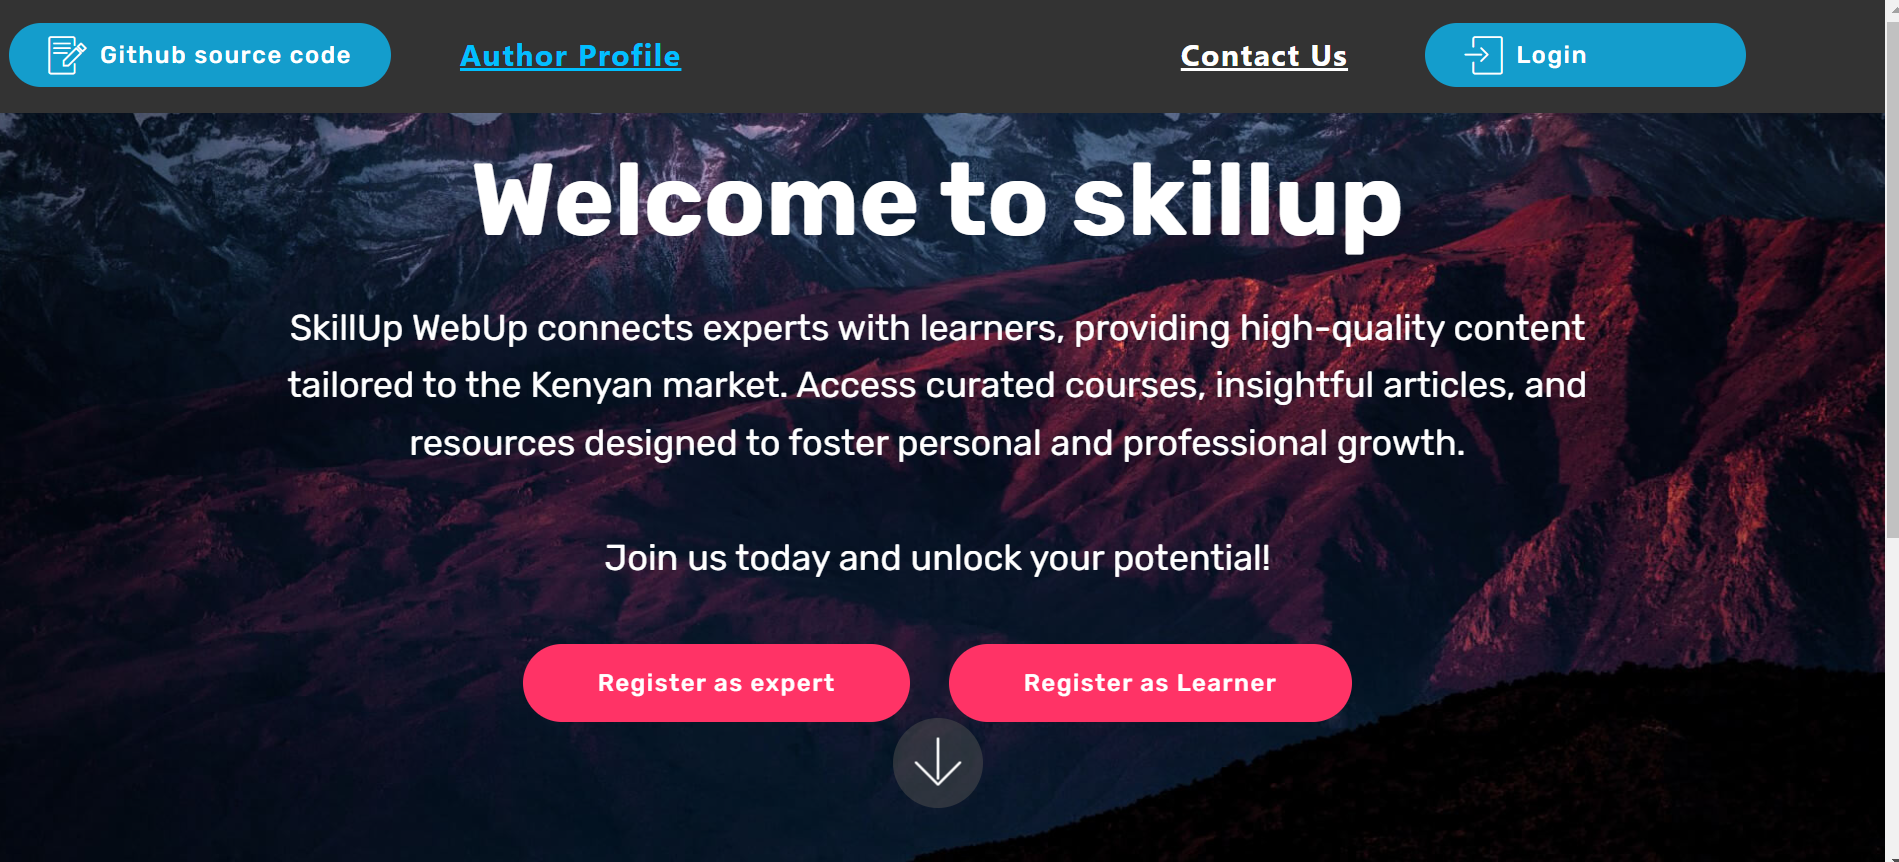 Github source code
Author Profile
Contact Us
Login
Welcome to skillup
SkillUp WebUp connects experts with learners, providing high-quality content
tailored to the Kenyan market. Access curated courses, insightful articles, and
resources designed to foster personal and professional growth.
Join us today and unlock your potential!
Register as expert
Register as Learner